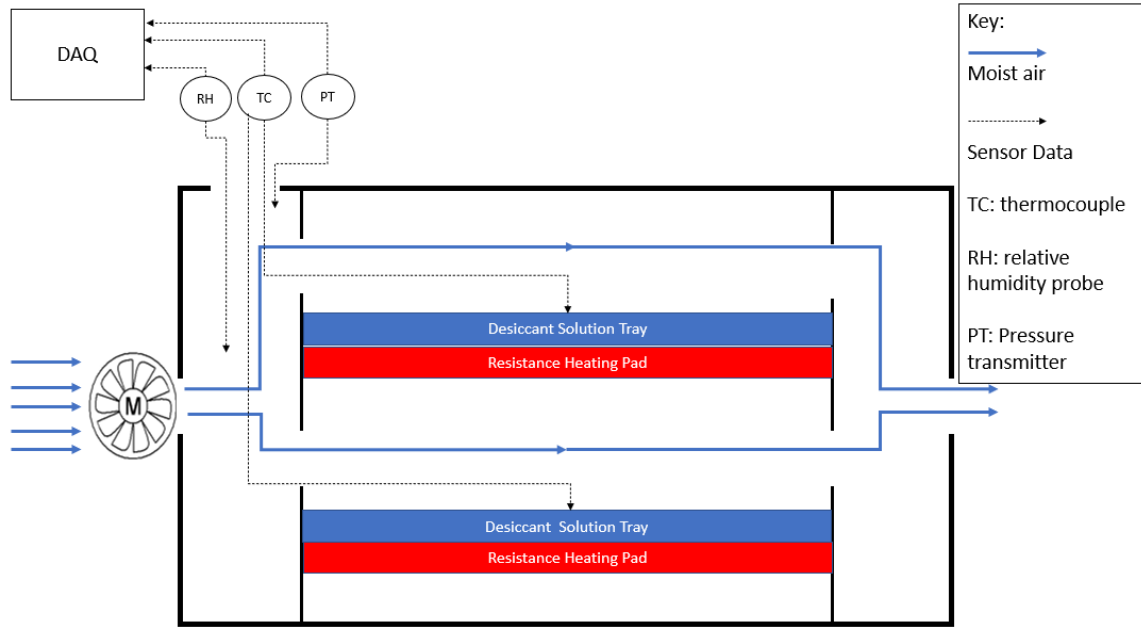 DAQ
RH
TC
PT
M
Desiccant Solution Tray
Resistance Heating Pad
Desiccant  Solution Tray
Resistance Heating Pad
Key:
Moist air
Sensor Data
TC: thermocouple
RH: relative
humidity probe
PT: Pressure
transmitter